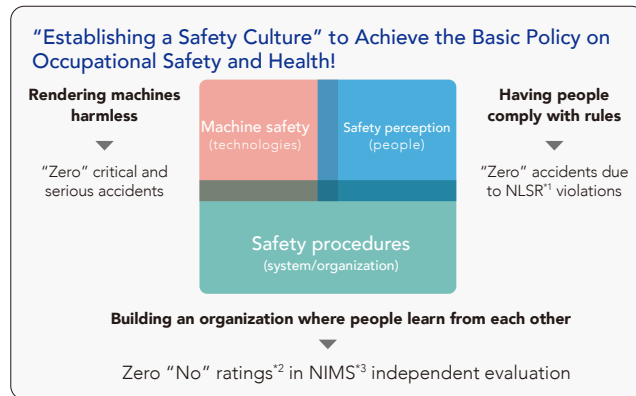 “Establishing a Safety Culture” to Achieve the Basic Policy on
Occupational Safety and Health!
Rendering machines
harmless
“Zero” critical and
serious accidents
Machine safety
(technologies)
Safety perception
(people)
Having people
comply with rules
“Zero” accidents due
to NLSR*1 violations
Safety procedures
(system/organization)
Building an organization where people learn from each other
Zero “No” ratings*2 in NIMS*3 independent evaluation